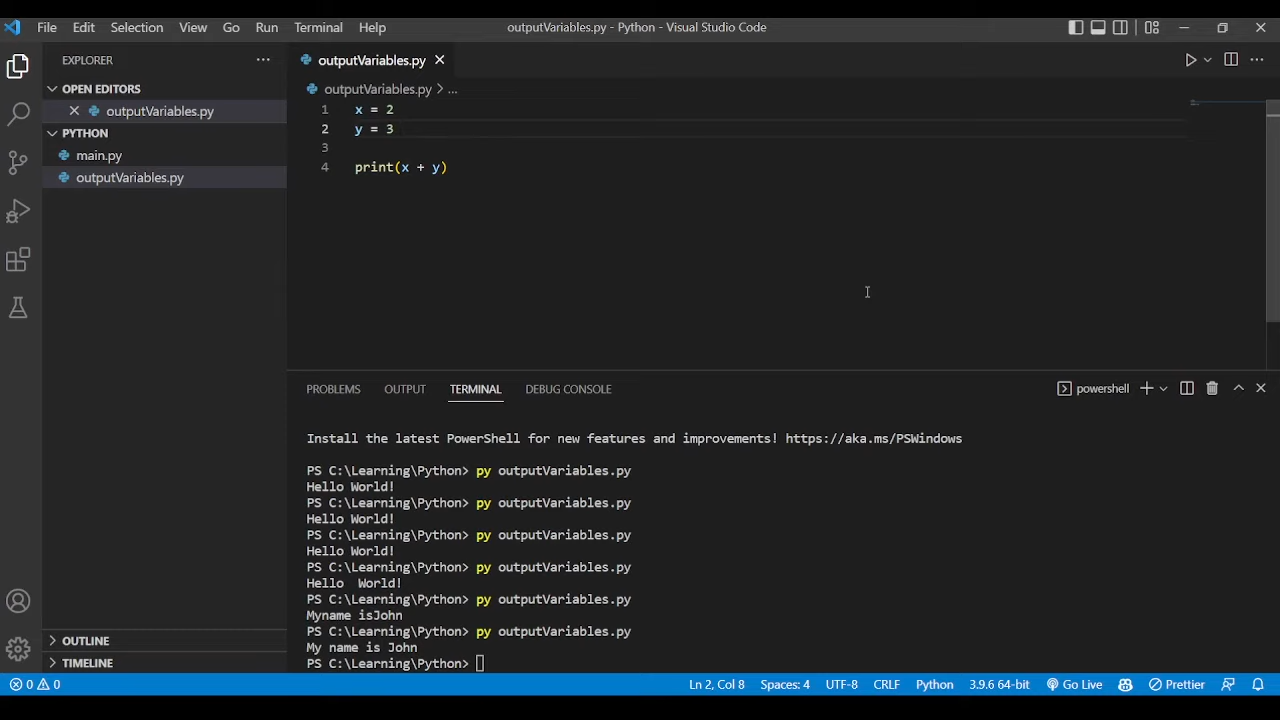 File Edit Selection View Go Run Terminal Help outputVariables.py - Python - Visual Studio Code
EXPLORER ...
OPEN EDITORS
outputVariables.py
PYTHON
main.py
outputVariables.py
OUTLINE
TIMELINE
outputVariables.py
outputVariables.py > ...
1 x = 2
2 y = 3
3
4 print(x + y)
PROBLEMS OUTPUT TERMINAL DEBUG CONSOLE powershell
Install the latest PowerShell for new features and improvements! https://aka.ms/PSWindows
PS C:\Learning\Python> py outputVariables.py
Hello World!
PS C:\Learning\Python> py outputVariables.py
Hello World!
PS C:\Learning\Python> py outputVariables.py
Hello World!
PS C:\Learning\Python> py outputVariables.py
Hello  World!
PS C:\Learning\Python> py outputVariables.py
Myname isJohn
PS C:\Learning\Python> py outputVariables.py
My name is John
PS C:\Learning\Python>
0 0 Ln 2, Col 8 Spaces: 4 UTF-8 CRLF Python 3.9.6 64-bit Go Live Prettier